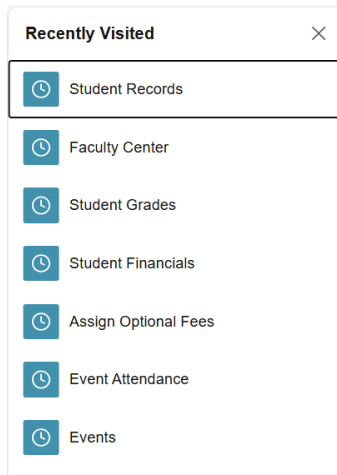 Recently Visited
Student Records
Faculty Center
Student Grades
Student Financials
Assign Optional Fees
Event Attendance
Events